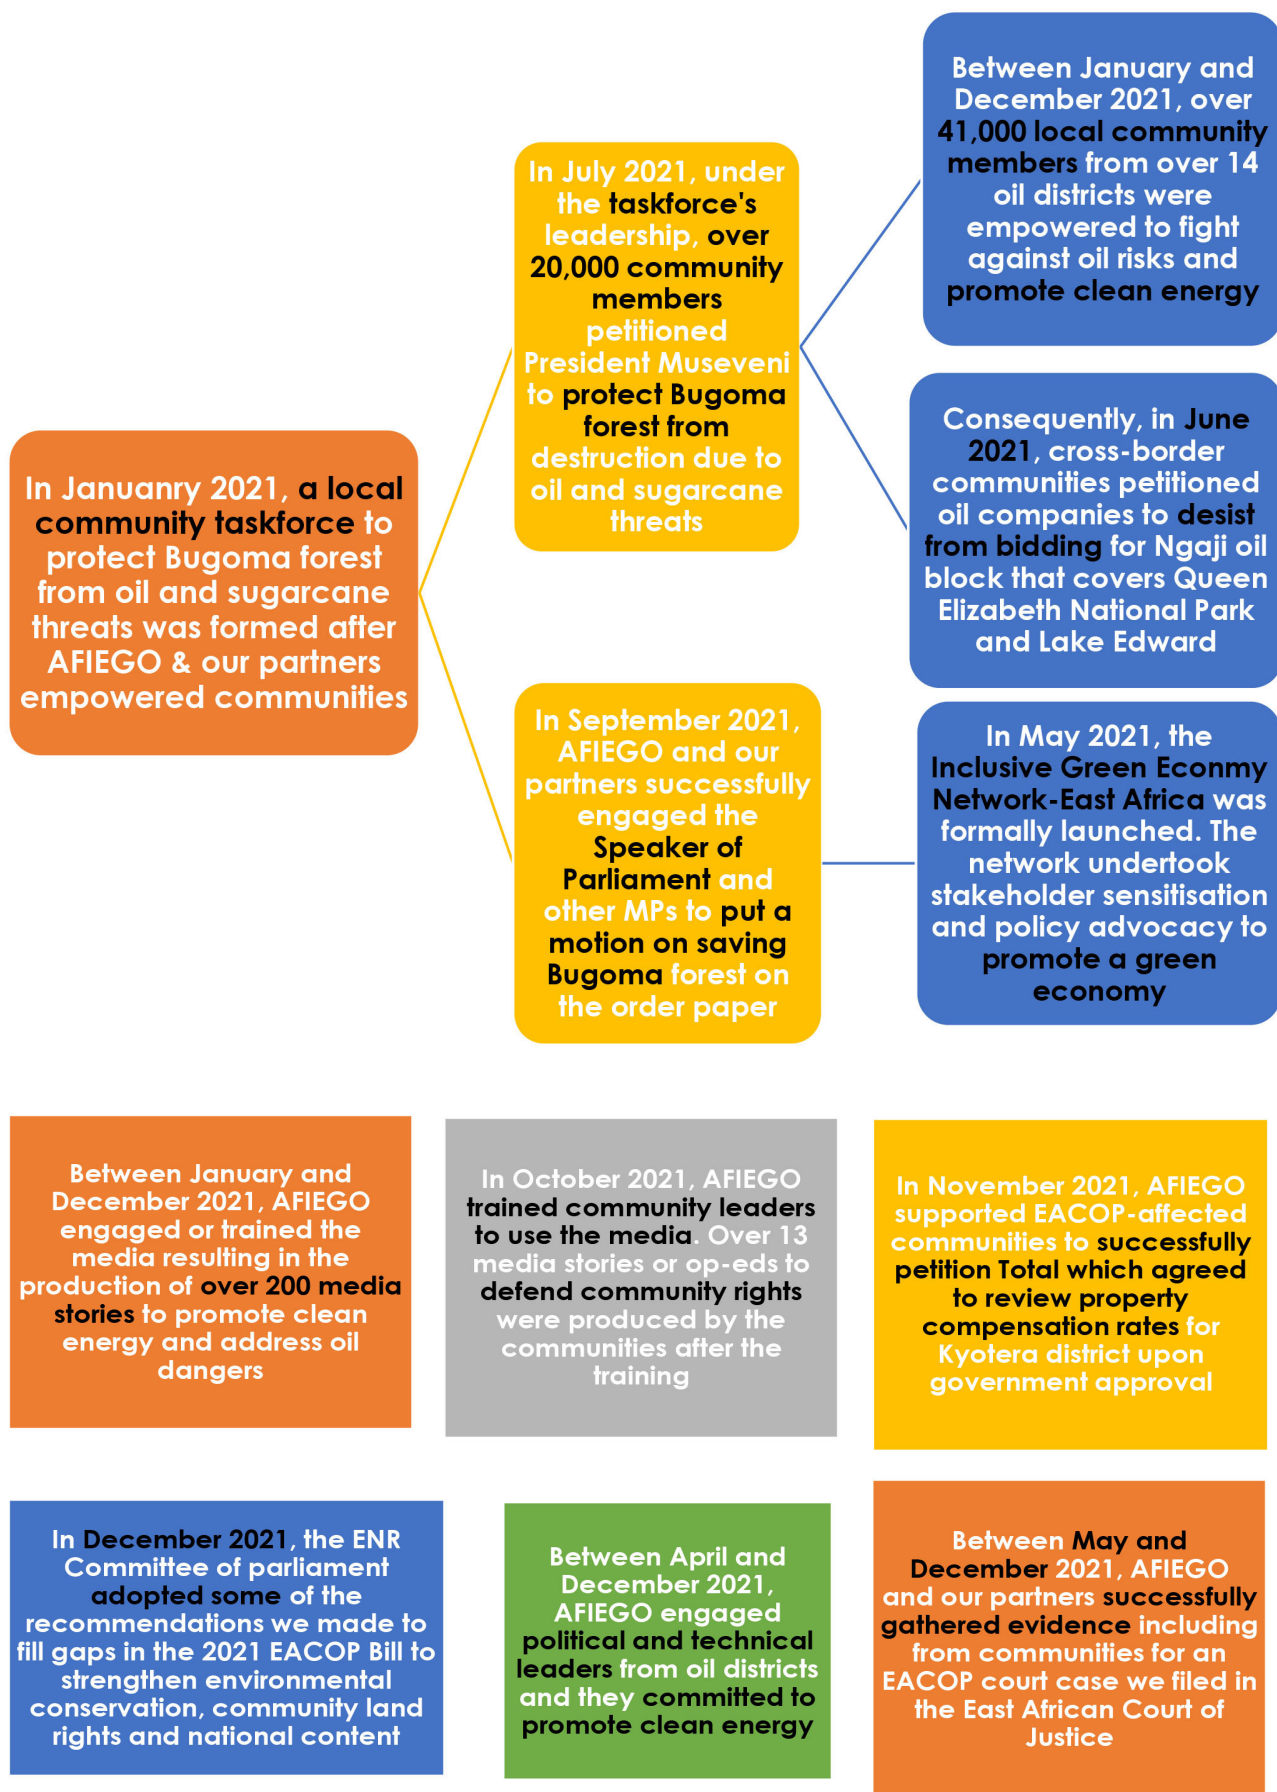 In Januanry 2021, a local
community taskforce to
protect Bugoma forest
from oil and sugarcane
threats was formed after
AFIEGO & our partners
empowered communities
In July 2021, under
the taskforce's
leadership, over
20,000 community
members
petitioned
President Museveni
to protect Bugoma
forest from
destruction due to
oil and sugarcane
threats
In September 2021,
AFIEGO and our
partners successfully
engaged the
Speaker of
Parliament and
other MPs to put a
motion on saving
Bugoma forest on
the order paper
Between January and
December 2021, over
41,000 local community
members from over 14
oil districts were
empowered to fight
against oil risks and
promote clean energy
Consequently, in June
2021, cross-border
communities petitioned
oil companies to desist
from bidding for Ngaji oil
block that covers Queen
Elizabeth National Park
and Lake Edward
In May 2021, the
Inclusive Green Econmy
Network-East Africa was
formally launched. The
network undertook
stakeholder sensitisation
and policy advocacy to
promote a green
economy
Between January and
December 2021, AFIEGO
engaged or trained the
media resulting in the
production of over 200 media
stories to promote clean
energy and address oil
dangers
In October 2021, AFIEGO
trained community leaders
to use the media. Over 13
media stories or op-eds to
defend community rights
were produced by the
communities after the
training
In November 2021, AFIEGO
supported EACOP-affected
communities to successfully
petition Total which agreed
to review property
compensation rates for
Kyotera district upon
government approval
In December 2021, the ENR
Committee of parliament
adopted some of the
recommendations we made to
fill gaps in the 2021 EACOP Bill to
strengthen environmental
conservation, community land
rights and national content
Between April and
December 2021,
AFIEGO engaged
political and technical
leaders from oil districts
and they committed to
promote clean energy
Between May and
December 2021, AFIEGO
and our partners successfully
gathered evidence including
from communities for an
EACOP court case we filed in
the East African Court of
Justice